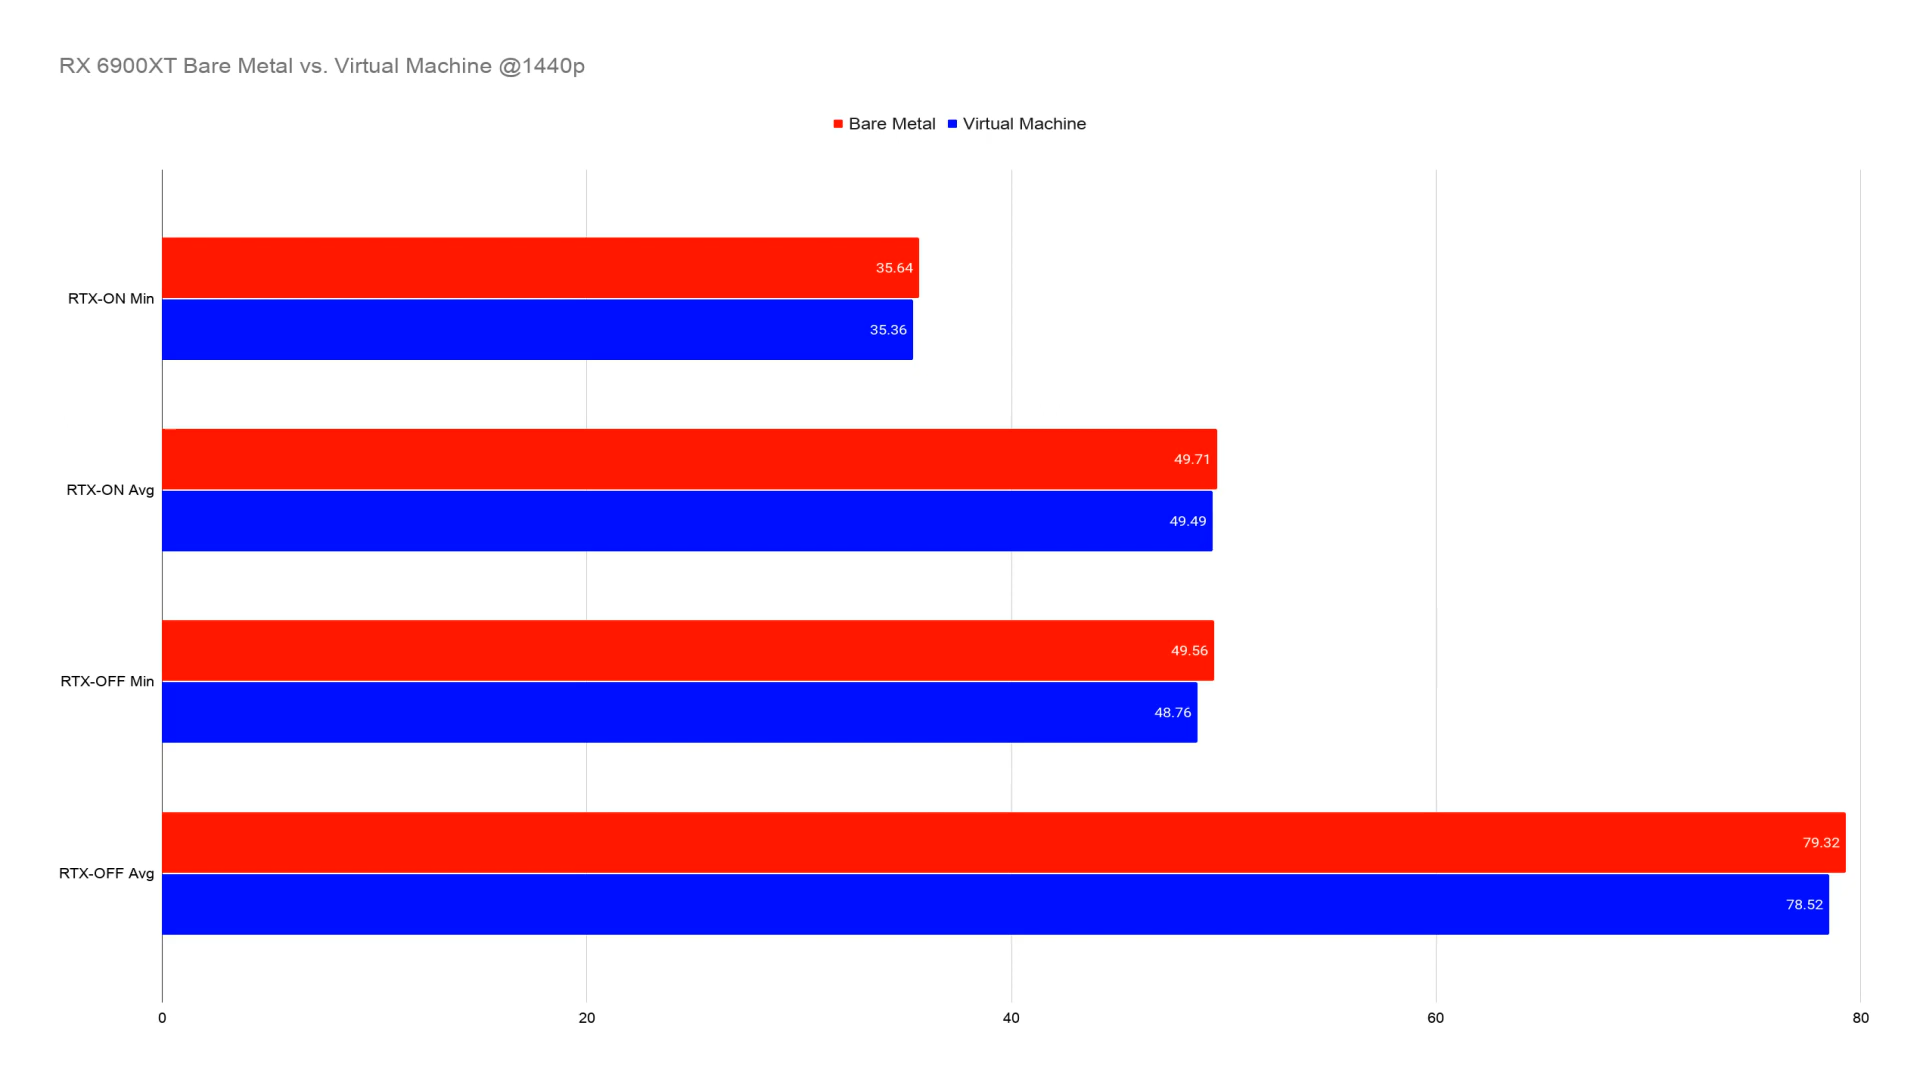 RX 6900XT Bare Metal vs. Virtual Machine @1440p
Bare Metal Virtual Machine
35.64
RTX-ON Min
35.36
49.71
RTX-ON Avg
49.49
49.56
RTX-OFF Min
48.76
79.32
RTX-OFF Avg
78.52
0 20 40 60 80